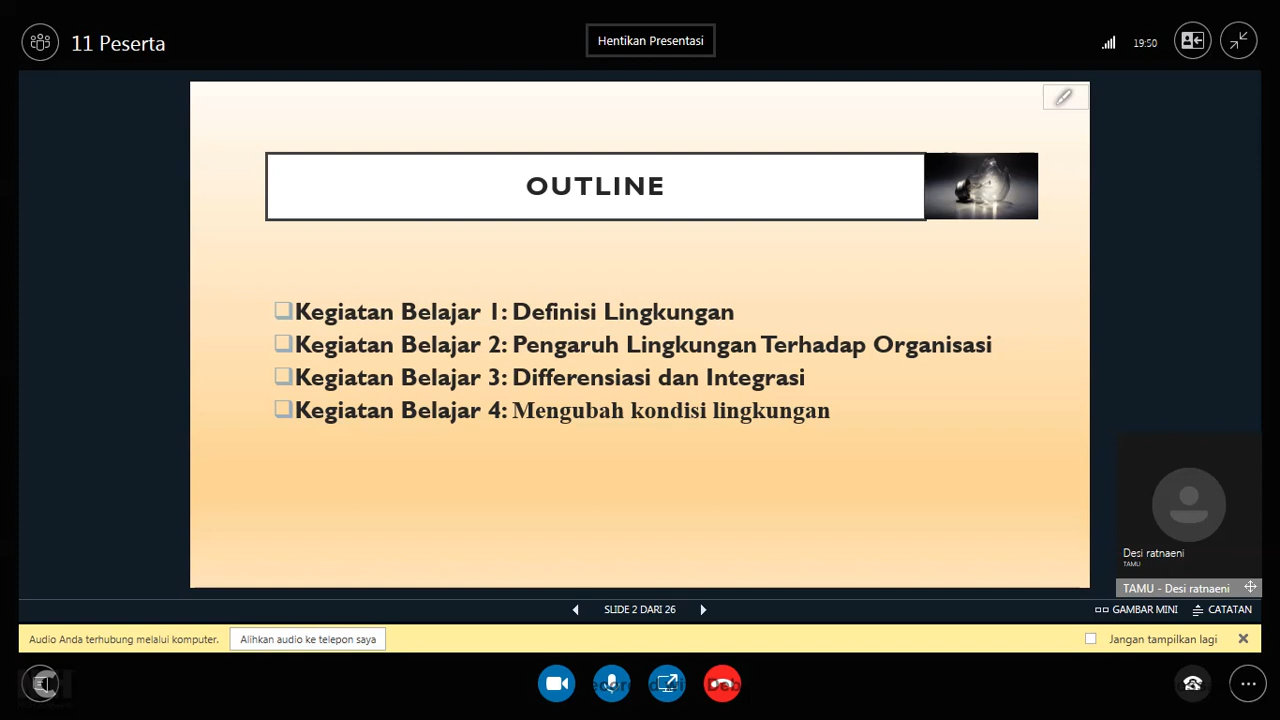 11 Peserta
Hentikan Presentasi
19:50
OUTLINE
Kegiatan Belajar 1: Definisi Lingkungan
Kegiatan Belajar 2: Pengaruh Lingkungan Terhadap Organisasi
Kegiatan Belajar 3: Differensiasi dan Integrasi
Kegiatan Belajar 4: Mengubah kondisi lingkungan
Desi ratnaeni
TAMU
TAMU - Desi ratnaeni
SLIDE 2 DARI 26
GAMBAR MINI
CATATAN
Audio Anda terhubung melalui komputer.
Alihkan audio ke telepon saya
Jangan tampilkan lagi